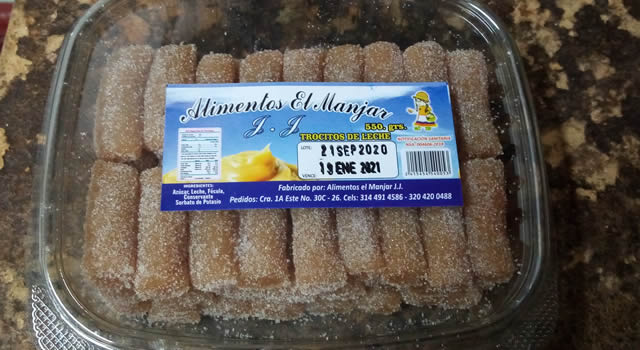 Alimentos El Manjar
J . J
550. grs.
TROCITOS DE LECHE
LOTE:
21 SEP 2020
19 ENE 2021
VENCE:
NOTIFICACIÓN SANITARIA
INGREDIENTES:
Azúcar, Leche, Fécula,
Conservante
Sorbato de Potasio
Fabricado por: Alimentos el Manjar J.J.
Pedidos: Cra. 1A Este No. 30C - 26. Cels: 314 491 4586 - 320 420 0488